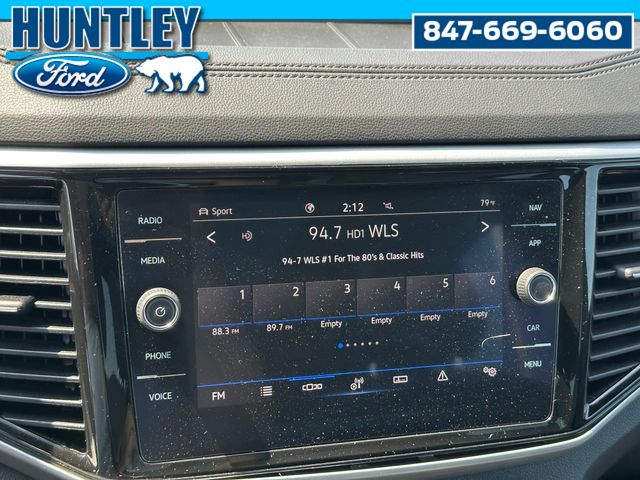 HUNTLEY
Ford
847-669-6060
Sport 2:12 79°F
94.7 HD1 WLS
94-7 WLS #1 For The 80's & Classic Hits
1 2 3 4 5 6
88.3 FM 89.7 FM Empty Empty Empty Empty
FM
RADIO
MEDIA
PHONE
VOICE
NAV
APP
CAR
MENU